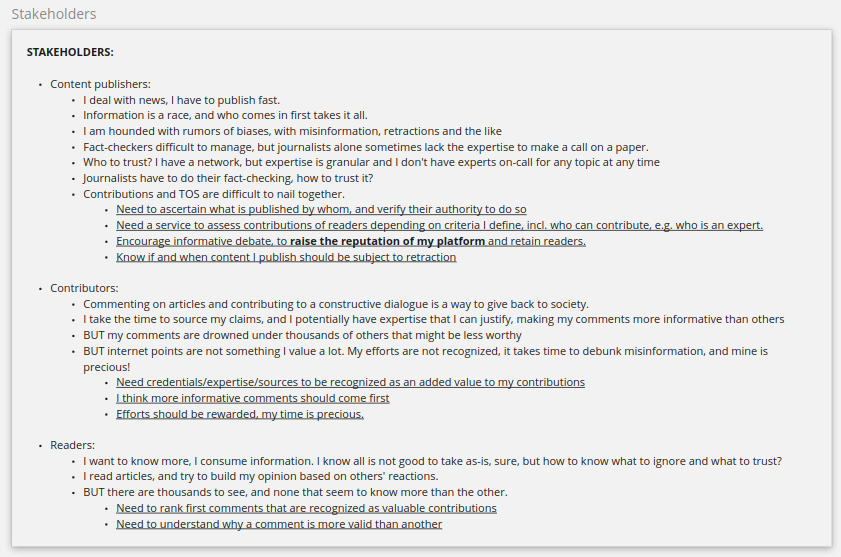 Stakeholders
STAKEHOLDERS:
• Content publishers:
• I deal with news, I have to publish fast.
• Information is a race, and who comes in first takes it all.
• I am hounded with rumors of biases, with misinformation, retractions and the like
• Fact-checkers difficult to manage, but journalists alone sometimes lack the expertise to make a call on a paper.
• Who to trust? I have a network, but expertise is granular and I don't have experts on-call for any topic at any time
• Journalists have to do their fact-checking, how to trust it?
• Contributions and TOS are difficult to nail together.
• Need to ascertain what is published by whom, and verify their authority to do so
• Need a service to assess contributions of readers depending on criteria I define, incl. who can contribute, e.g. who is an expert.
• Encourage informative debate, to raise the reputation of my platform and retain readers.
• Know if and when content I publish should be subject to retraction
• Contributors:
• Commenting on articles and contributing to a constructive dialogue is a way to give back to society.
• I take the time to source my claims, and I potentially have expertise that I can justify, making my comments more informative than others
• BUT my comments are drowned under thousands of others that might be less worthy
• BUT internet points are not something I value a lot. My efforts are not recognized, it takes time to debunk misinformation, and mine is
precious!
• Need credentials/expertise/sources to be recognized as an added value to my contributions
• I think more informative comments should come first
• Efforts should be rewarded, my time is precious.
• Readers:
• I want to know more, I consume information. I know all is not good to take as-is, sure, but how to know what to ignore and what to trust?
• I read articles, and try to build my opinion based on others' reactions.
• BUT there are thousands to see, and none that seem to know more than the other.
• Need to rank first comments that are recognized as valuable contributions
• Need to understand why a comment is more valid than another